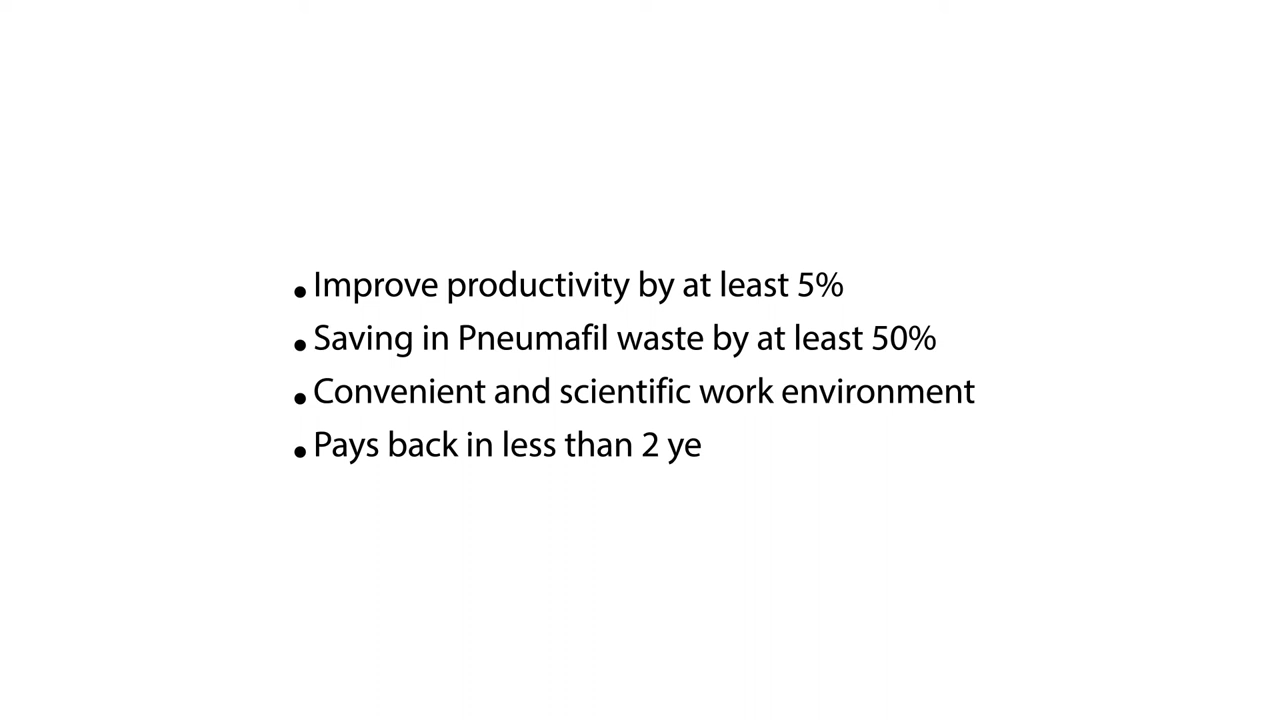 • Improve productivity by at least 5%
• Saving in Pneumafil waste by at least 50%
• Convenient and scientific work environment
• Pays back in less than 2 ye